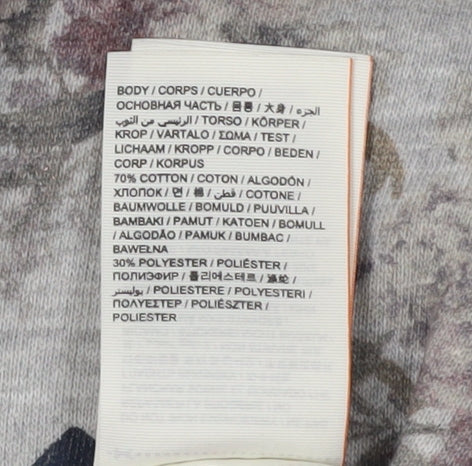 BODY / CORPS / CUERPO /
ОСНОВНАЯ ЧАСТЬ / 몸통 / 大身 / الجزء
الرئيسي من الثوب / TORSO / KÖRPER /
KROP / VARTALO / ΣΩΜΑ / TEST /
LICHAAM / KROPP / CORPO / BEDEN /
CORP / KORPUS
70% COTTON / COTON / ALGODÓN /
ХЛОПОК / 면 / 棉 / قطن / COTONE /
BAUMWOLLE / BOMULD / PUUVILLA /
BAMBAKI / PAMUT / KATOEN / BOMULL
/ ALGODÃO / PAMUK / BUMBAC /
BAWEŁNA
30% POLYESTER / POLIÉSTER /
ПОЛИЭФИР / 폴리에스테르 / 涤纶 /
بوليستر / POLIESTERE / POLYESTERI /
ΠΟΛΥΕΣΤΕΡ / POLIÉSZTER /
POLIESTER